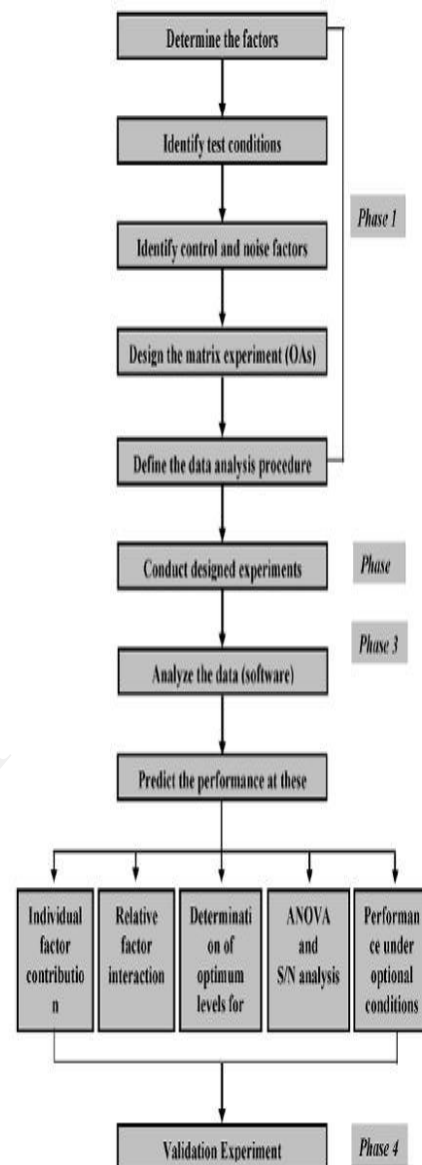 Determine the factors
Identify test conditions
Phase 1
Identify control and noise factors
Design the matrix experiment (OAs)
Define the data analysis procedure
Conduct designed experiments
Phase
Phase 3
Analyze the data (software)
Predict the performance at these
Individual
factor
contributio
n
Relative
factor
interaction
Determinati
on of
optimum
levels for
ANOVA
and
S/N analysis
Performan
ce under
optional
conditions
Validation Experiment
Phase 4